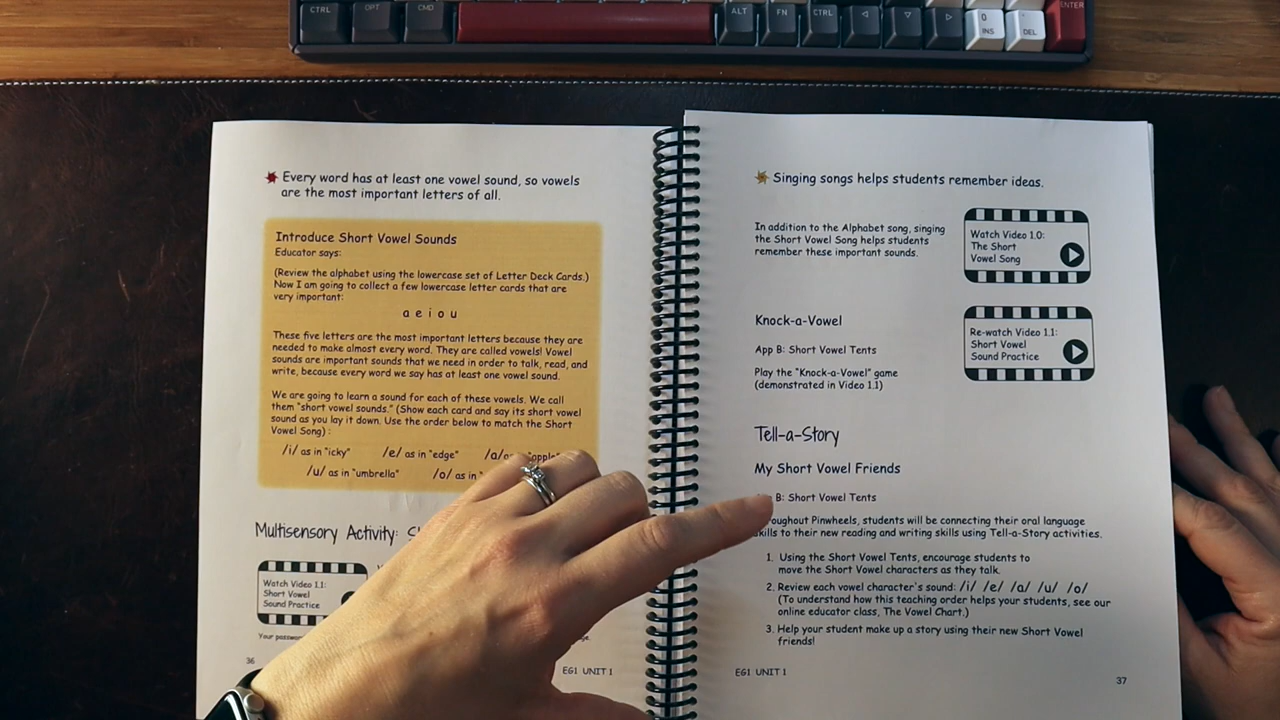 CTRL OPT CMD ALT FN CTRL 0 INS . DEL ENTER
Every word has at least one vowel sound, so vowels
are the most important letters of all.
Introduce Short Vowel Sounds
Educator says:
(Review the alphabet using the lowercase set of Letter Deck Cards.)
Now I am going to collect a few lowercase letter cards that are
very important:
a e i o u
These five letters are the most important letters because they are
needed to make almost every word. They are called vowels! Vowel
sounds are important sounds that we need in order to talk, read, and
write, because every word we say has at least one vowel sound.
We are going to learn a sound for each of these vowels. We call
them "short vowel sounds." (Show each card and say its short vowel
sound as you lay it down. Use the order below to match the Short
Vowel Song) :
/i/ as in "icky" /e/ as in "edge" /a/ "apple"
/u/ as in "umbrella" /o/ as in "
Multisensory Activity:
Watch Video 1.1:
Short Vowel
Sound Practice
Your
36
EG1 UNIT 1
Singing songs helps students remember ideas.
In addition to the Alphabet song, singing
the Short Vowel Song helps students
remember these important sounds.
Watch Video 1.0:
The Short
Vowel Song
Knock-a-Vowel
App B: Short Vowel Tents
Play the "Knock-a-Vowel" game
(demonstrated in Video 1.1)
Re-watch Video 1.1:
Short Vowel
Sound Practice
Tell-a-Story
My Short Vowel Friends
B: Short Vowel Tents
Pinwheels, students will be connecting their oral language
to their new reading and writing skills using Tell-a-Story activities.
1. Using the Short Vowel Tents, encourage students to
move the Short Vowel characters as they talk.
2. Review each vowel character's sound: /i/ /e/ /a/ /u/ /o/
(To understand how this teaching order helps your students, see our
online educator class, The Vowel Chart.)
3. Help your student make up a story using their new Short Vowel
friends!
EG1 UNIT 1
37